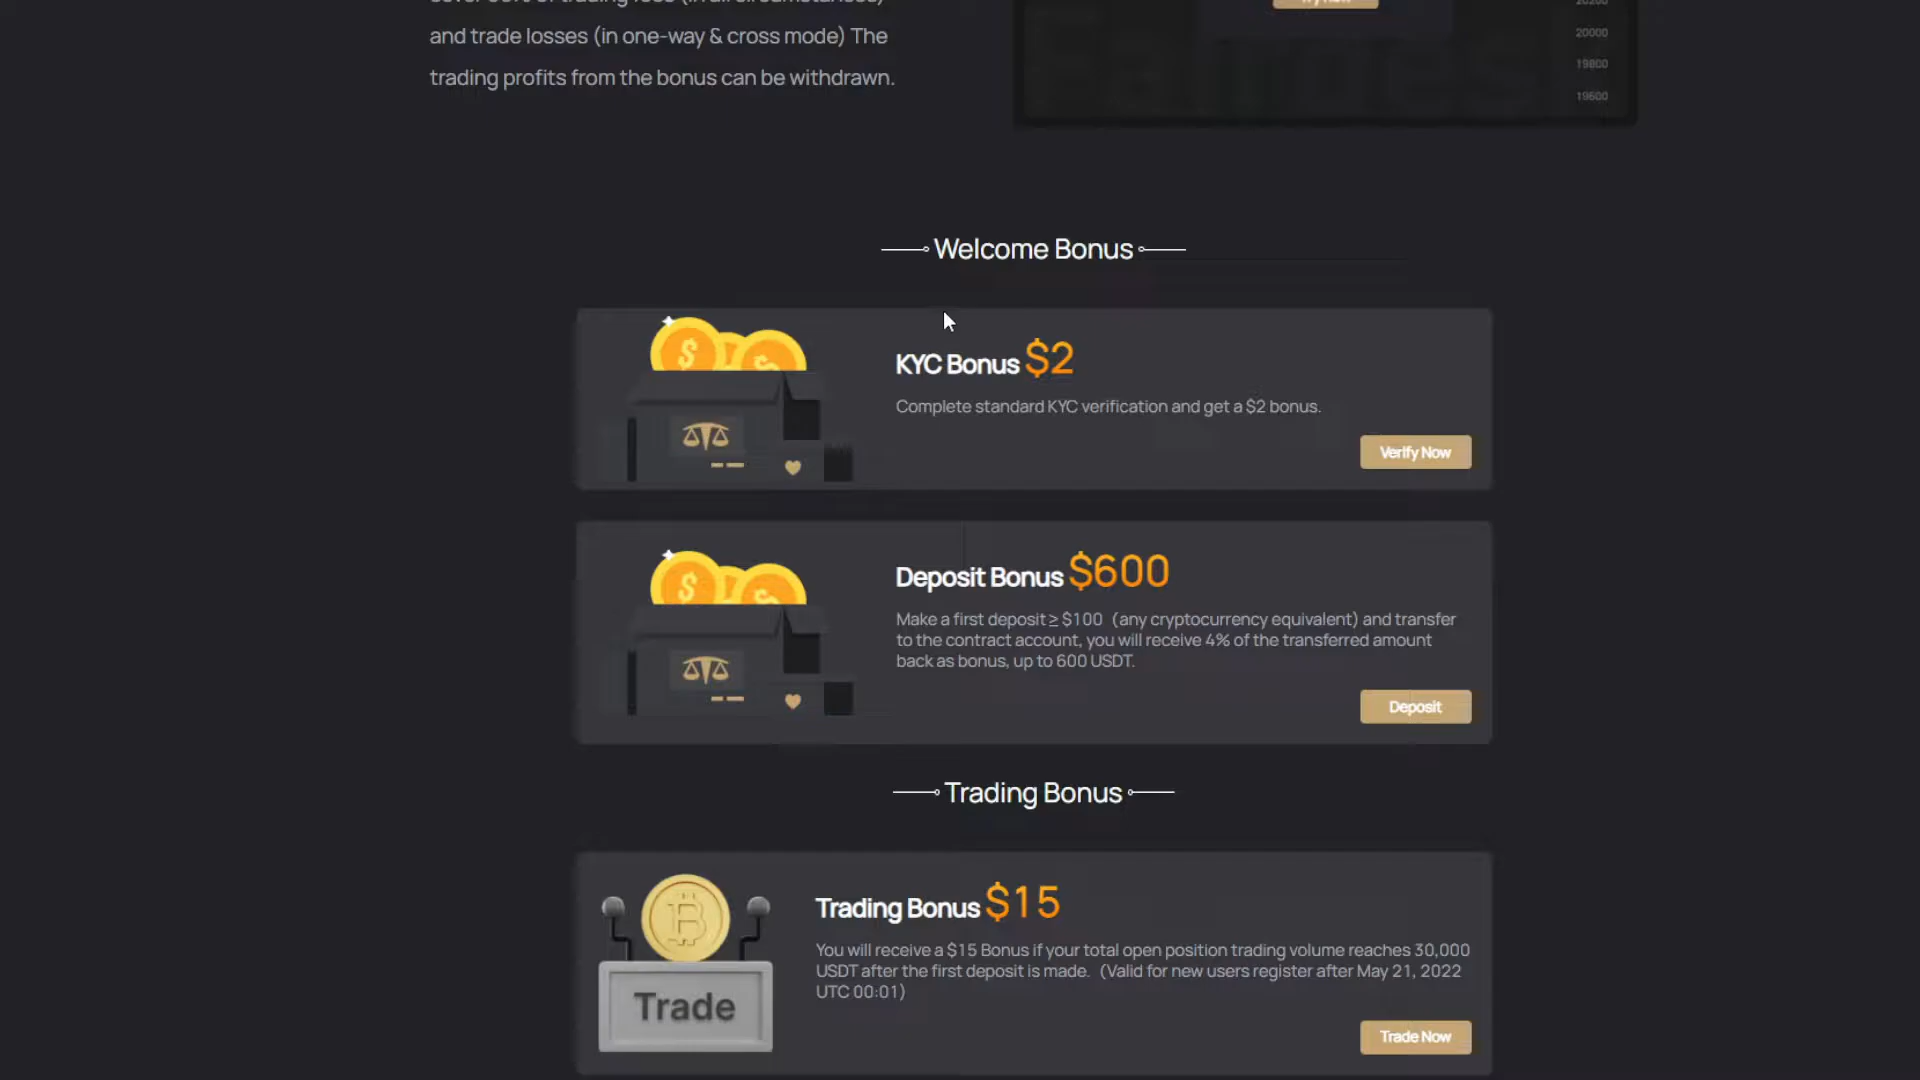 and trade losses (in one-way & cross mode) The
trading profits from the bonus can be withdrawn.
20200
20000
19800
19600
Welcome Bonus
KYC Bonus $2
Complete standard KYC verification and get a $2 bonus.
Verify Now
Deposit Bonus $600
Make a first deposit ≥ $100 (any cryptocurrency equivalent) and transfer
to the contract account, you will receive 4% of the transferred amount
back as bonus, up to 600 USDT.
Deposit
Trading Bonus
Trading Bonus $15
You will receive a $15 Bonus if your total open position trading volume reaches 30,000
USDT after the first deposit is made. (Valid for new users register after May 21, 2022
UTC 00:01)
Trade
Trade Now